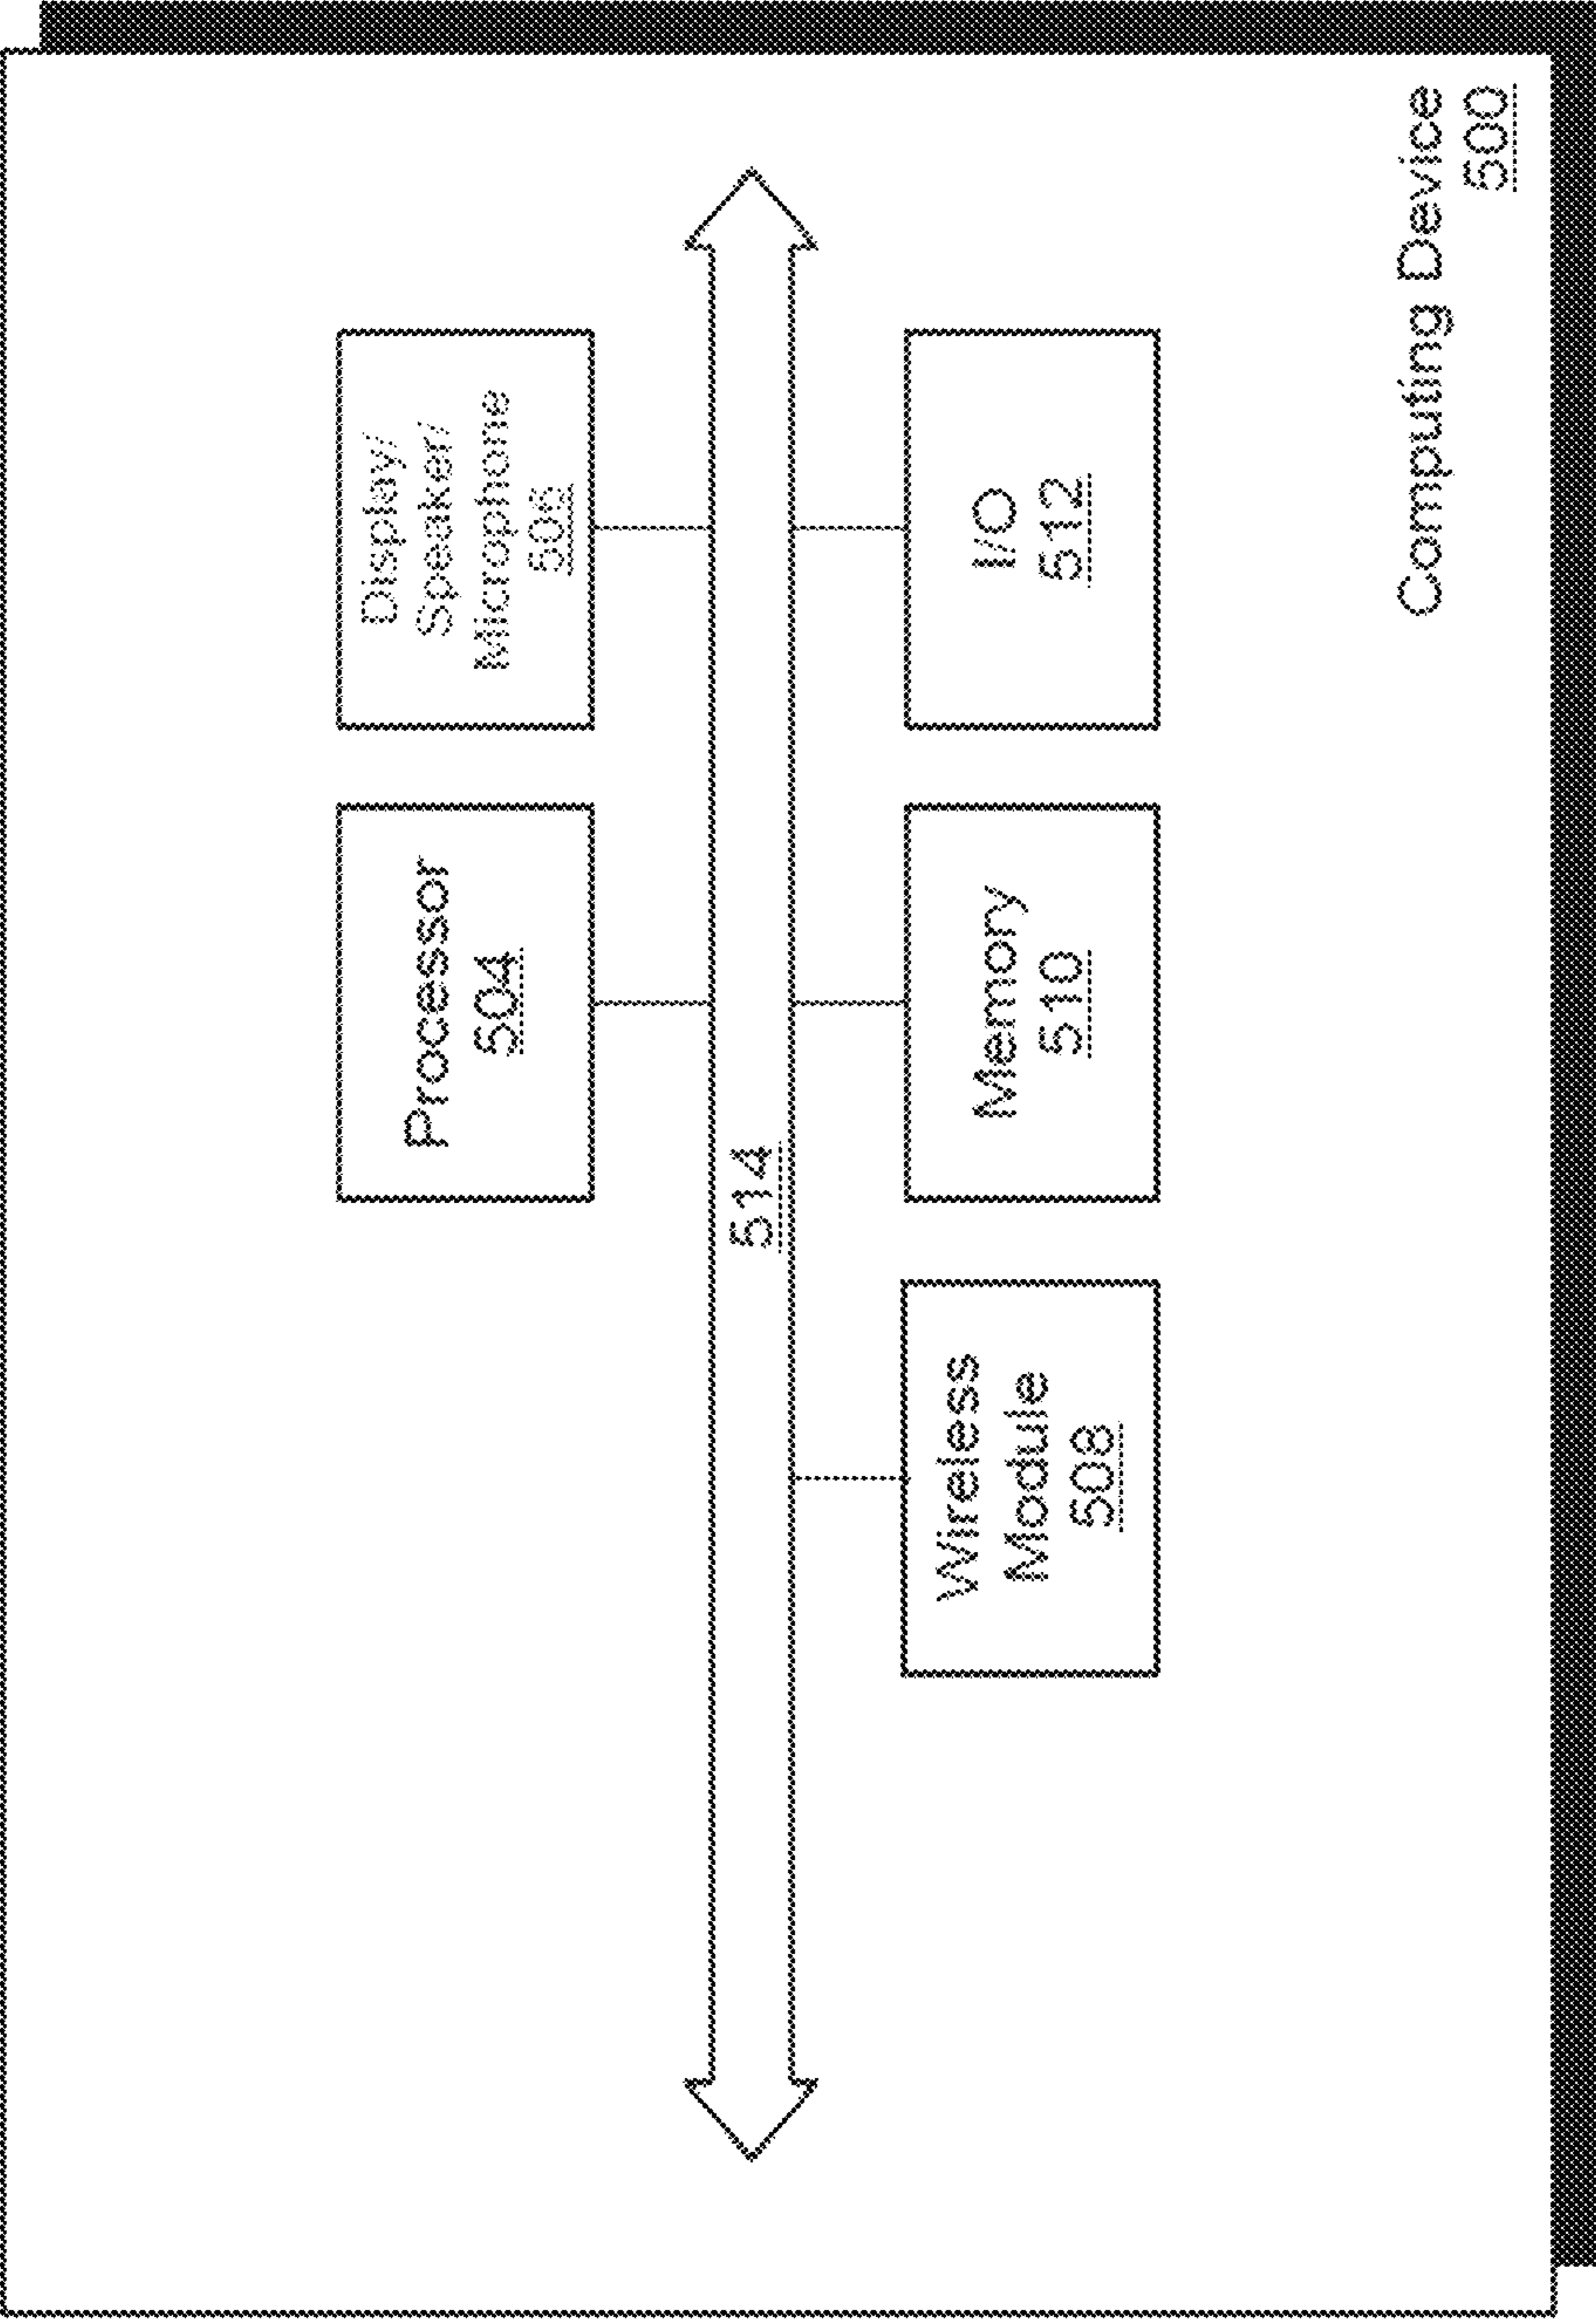 Processor
504
Display/
Speaker/
Microphone
506
514
Wireless
Module
508
Memory
510
I/O
512
Computing Device
500